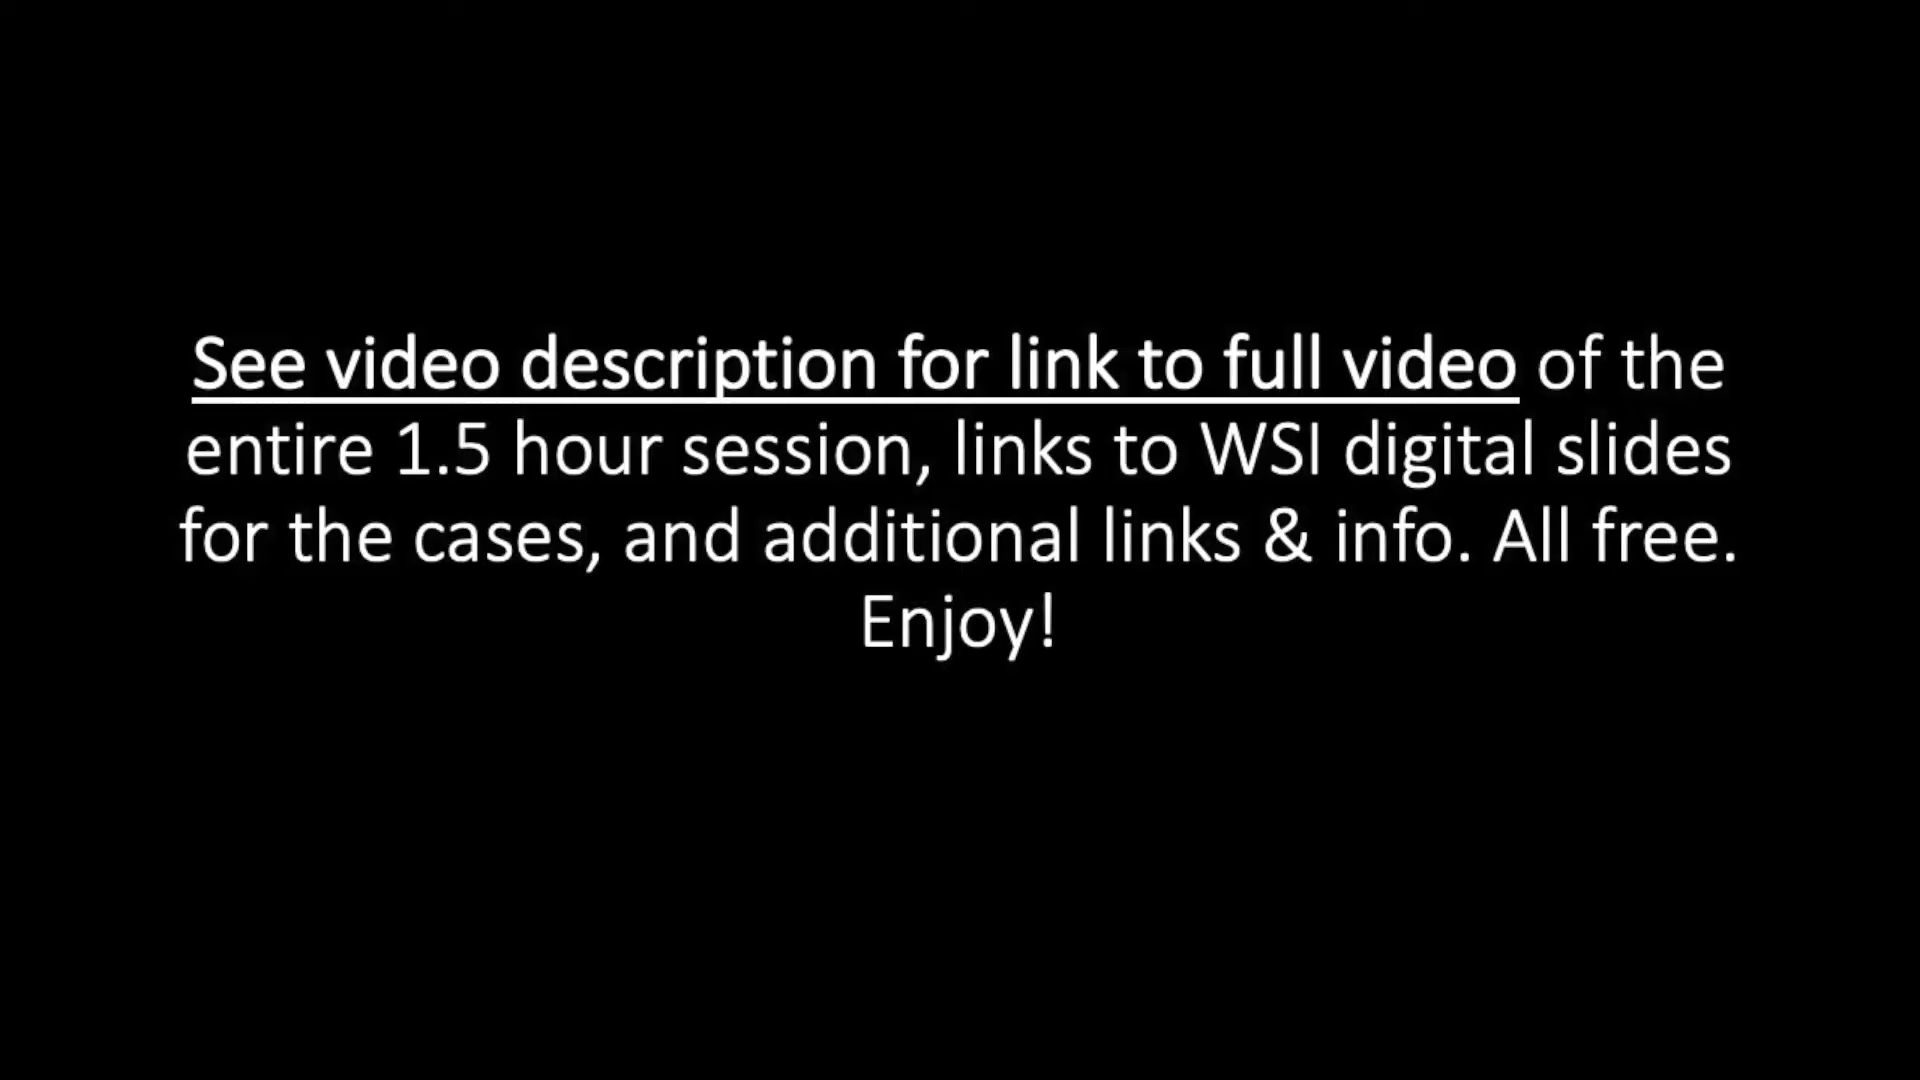 See video description for link to full video of the
entire 1.5 hour session, links to WSI digital slides
for the cases, and additional links & info. All free.
Enjoy!